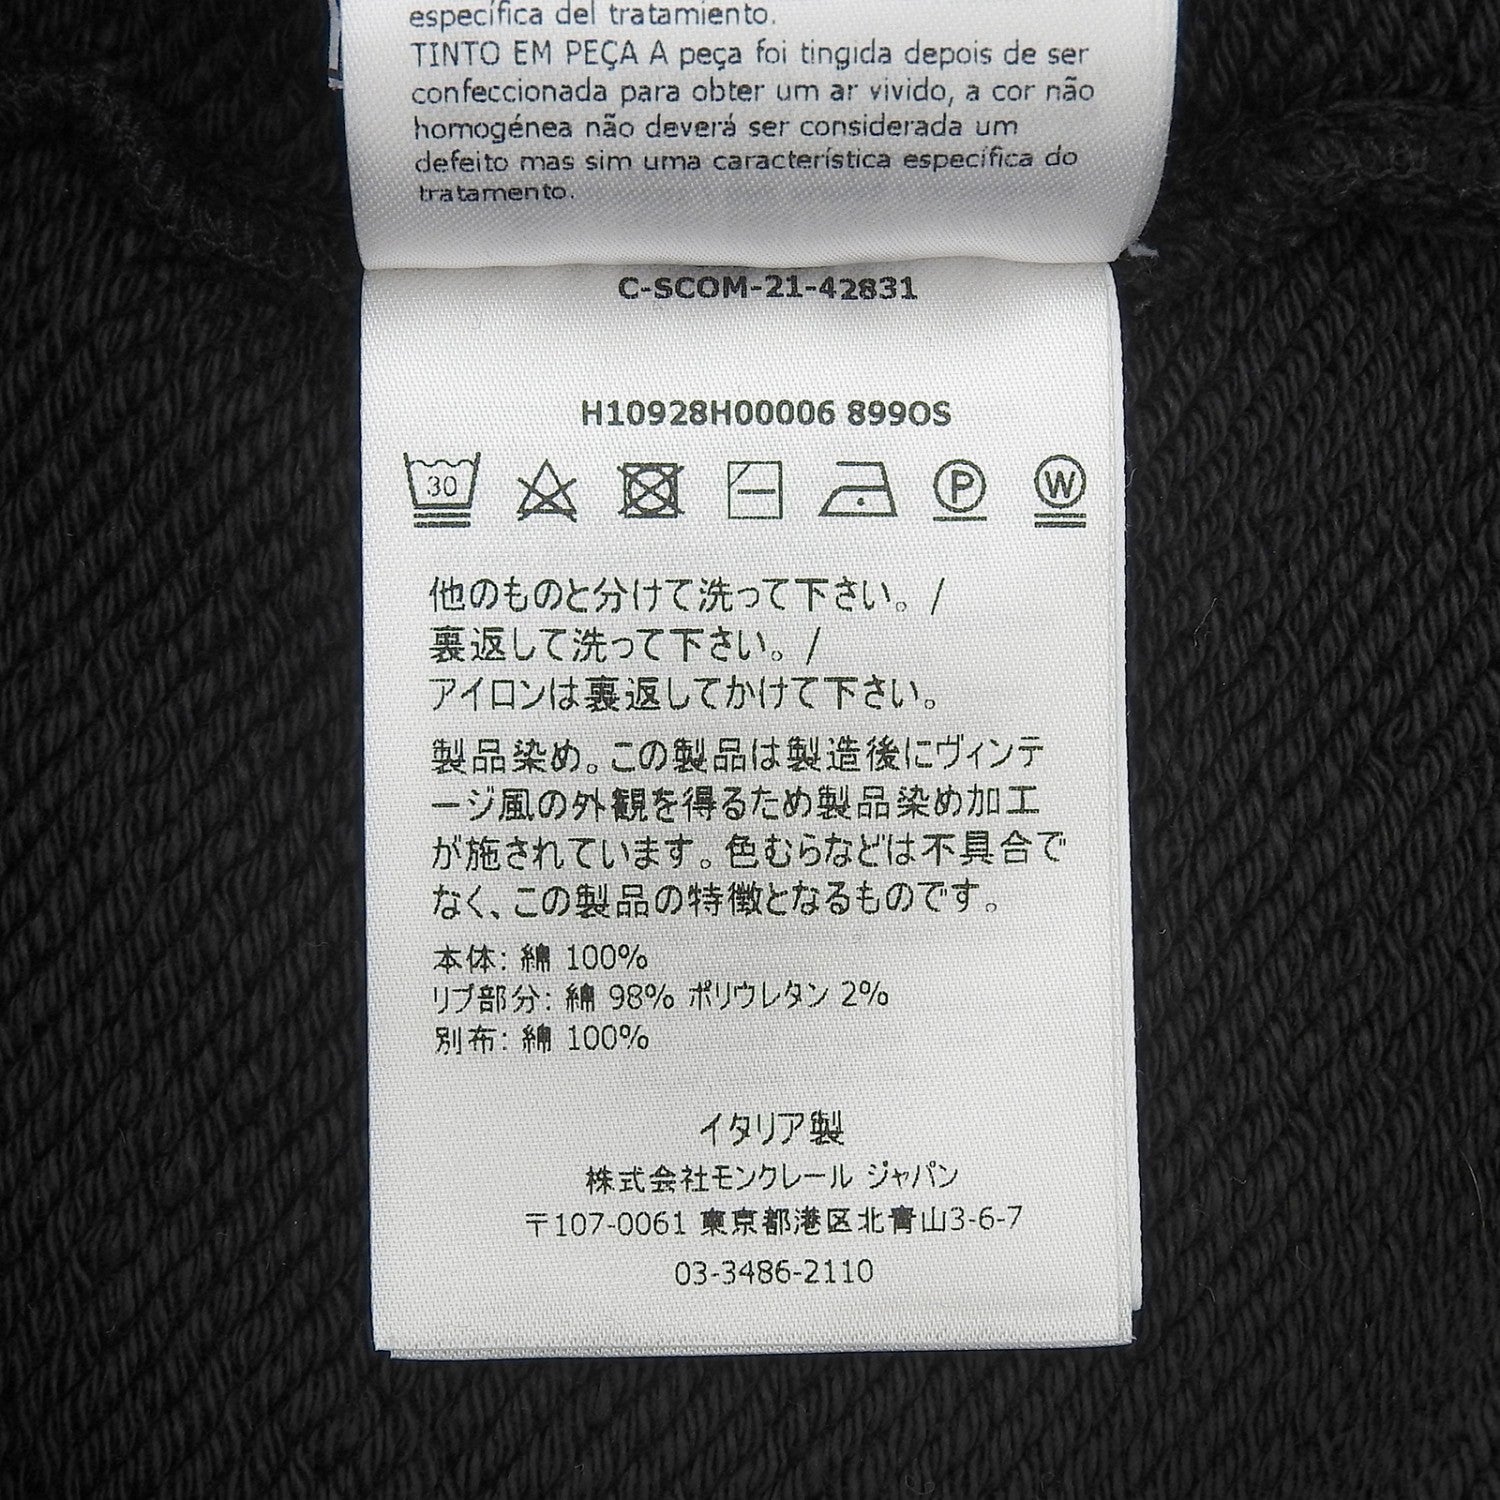 específica del tratamiento.
TINTO EM PEÇA A peça foi tingida depois de ser
confeccionada para obter um ar vivido, a cor não
homogénea não deverá ser considerada um
defeito mas sim uma característica específica do
tratamento.
C-SCOM-21-42831
H10928H00006 899OS
30 P W
他のものと分けて洗って下さい。/
裏返して洗って下さい。/
アイロンは裏返してかけて下さい。
製品染め。この製品は製造後にヴィンテ
ージ風の外観を得るため製品染め加工
が施されています。色むらなどは不具合で
なく、この製品の特徴となるものです。
本体: 綿 100%
リブ部分: 綿 98% ポリウレタン 2%
別布: 綿 100%
イタリア製
株式会社モンクレール ジャパン
〒107-0061 東京都港区北青山3-6-7
03-3486-2110